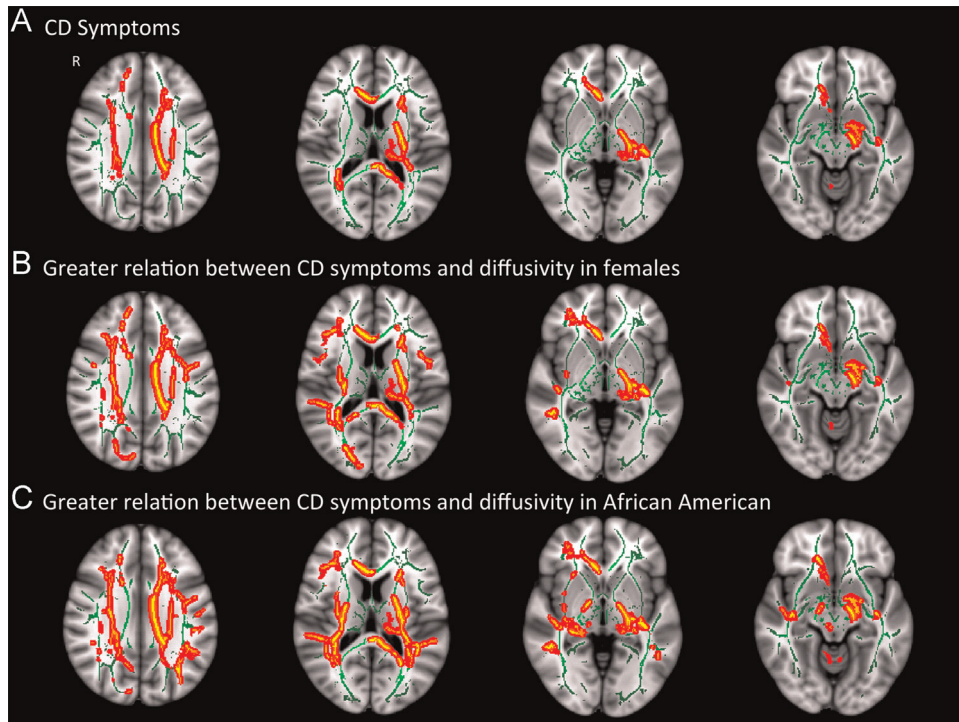 A CD Symptoms
R
B Greater relation between CD symptoms and diffusivity in females
C Greater relation between CD symptoms and diffusivity in African American